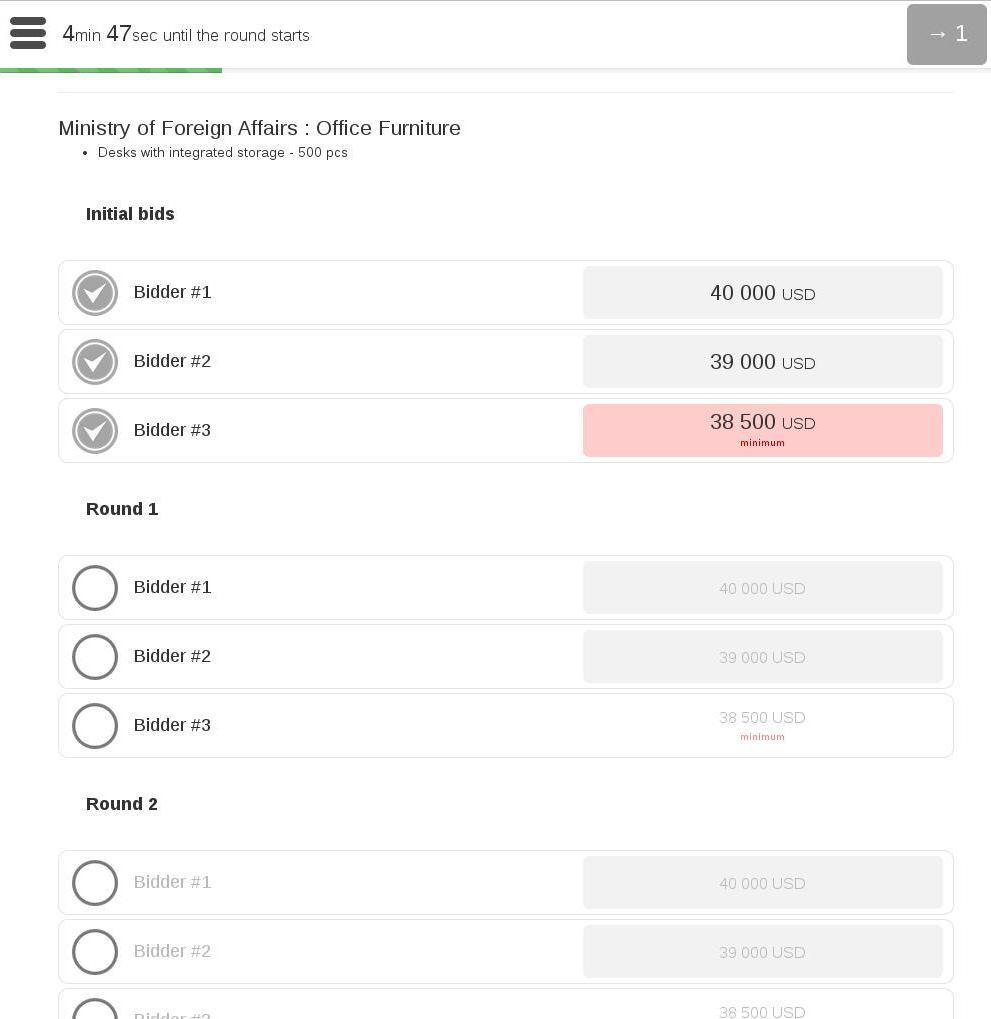 4min 47sec until the round starts
→ 1
Ministry of Foreign Affairs : Office Furniture
• Desks with integrated storage - 500 pcs
Initial bids
Bidder #1
40 000 USD
Bidder #2
39 000 USD
Bidder #3
38 500 USD
minimum
Round 1
Bidder #1
40 000 USD
Bidder #2
39 000 USD
Bidder #3
38 500 USD
minimum
Round 2
Bidder #1
40 000 USD
Bidder #2
39 000 USD
Bidder #3
38 500 USD